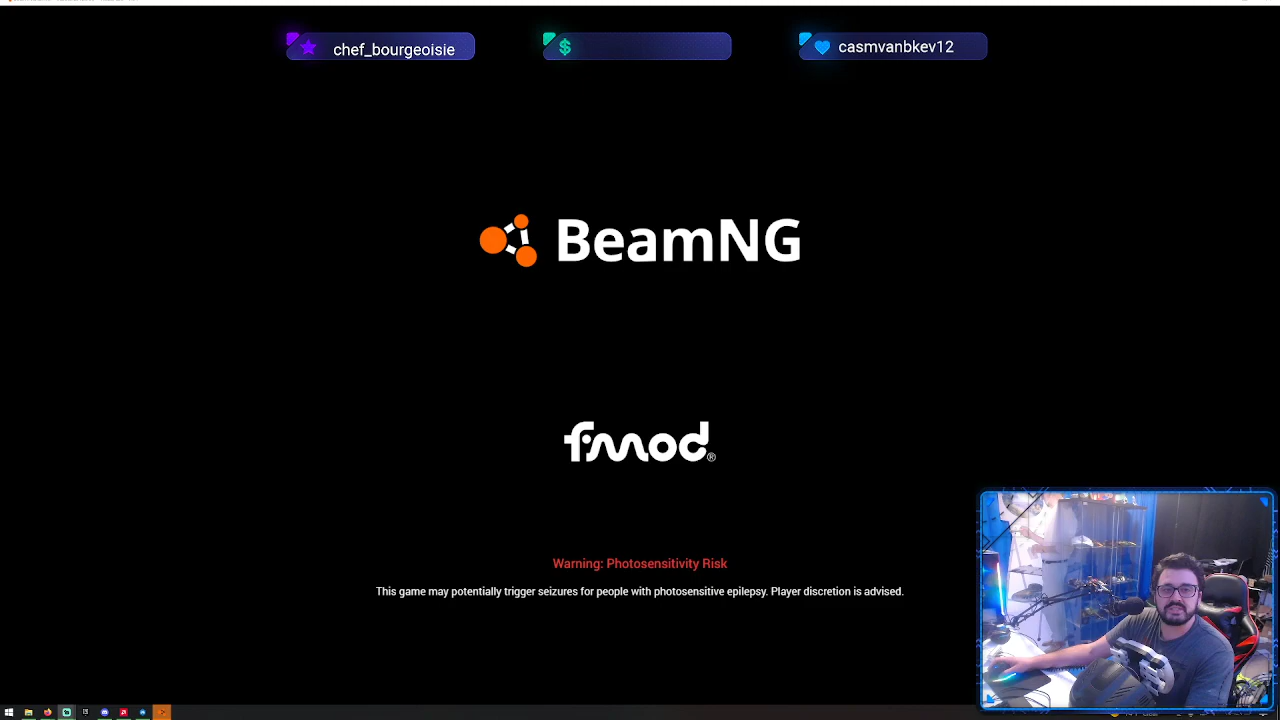 chef_bourgeoisie
$
casmvanbkev12
BeamNG
fmod®
Warning: Photosensitivity Risk
This game may potentially trigger seizures for people with photosensitive epilepsy. Player discretion is advised.